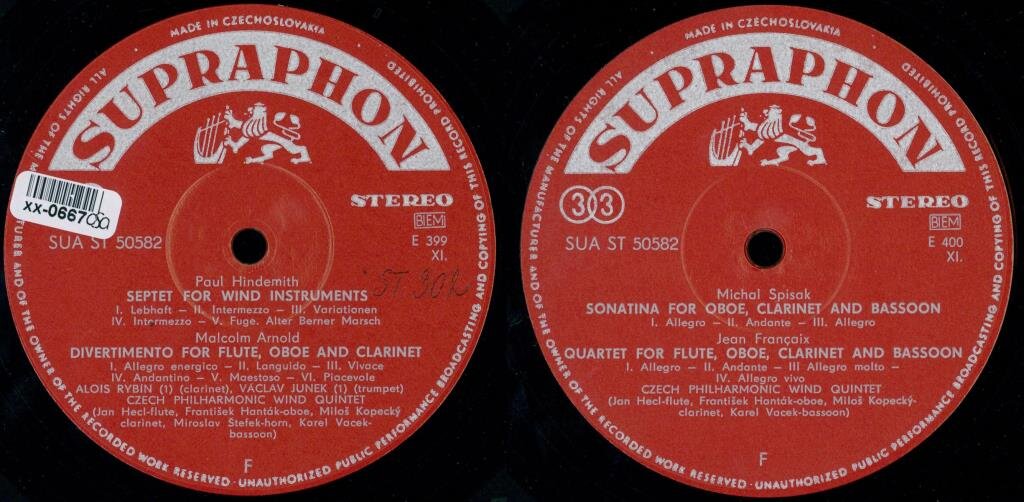 MADE IN CZECHOSLOVAKIA
ALL RIGHTS OF THE MANUFACTURER AND OF THE OWNER OF THE RECORDED WORK RESERVED · UNAUTHORIZED PUBLIC PERFORMANCE BROADCASTING AND COPYING OF THIS RECORD PROHIBITED
SUPRAPHON
xx-0667
STEREO
BIEM
SUA ST 50582
E 399
XI.
Paul Hindemith
SEPTET FOR WIND INSTRUMENTS
I. Lebhaft – II. Intermezzo – III. Variationen
IV. Intermezzo – V. Fuge. Alter Berner Marsch
Malcolm Arnold
DIVERTIMENTO FOR FLUTE, OBOE AND CLARINET
I. Allegro energico – II. Languido – III. Vivace
IV. Andantino – V. Maestoso – VI. Piacevole
ALOIS RYBIN (1) (clarinet), VACLAV JUNEK (1) (trumpet)
CZECH PHILHARMONIC WIND QUINTET
(Jan Hecl-flute, František Hanták-oboe, Miloš Kopecký-
clarinet, Miroslav Štefek-horn, Karel Vacek-
bassoon)
F
MADE IN CZECHOSLOVAKIA
ALL RIGHTS OF THE MANUFACTURER AND OF THE OWNER OF THE RECORDED WORK RESERVED · UNAUTHORIZED PUBLIC PERFORMANCE BROADCASTING AND COPYING OF THIS RECORD PROHIBITED
SUPRAPHON
33
STEREO
BIEM
SUA ST 50582
E 400
XI.
Michal Spisak
SONATINA FOR OBOE, CLARINET AND BASSOON
I. Allegro – II. Andante – III. Allegro
Jean Françaix
QUARTET FOR FLUTE, OBOE, CLARINET AND BASSOON
I. Allegro – II. Andante – III Allegro molto –
IV. Allegro vivo
CZECH PHILHARMONIC WIND QUINTET
(Jan Hecl-flute, František Hanták-oboe, Miloš Kopecký-
clarinet, Karel Vacek-bassoon)
F